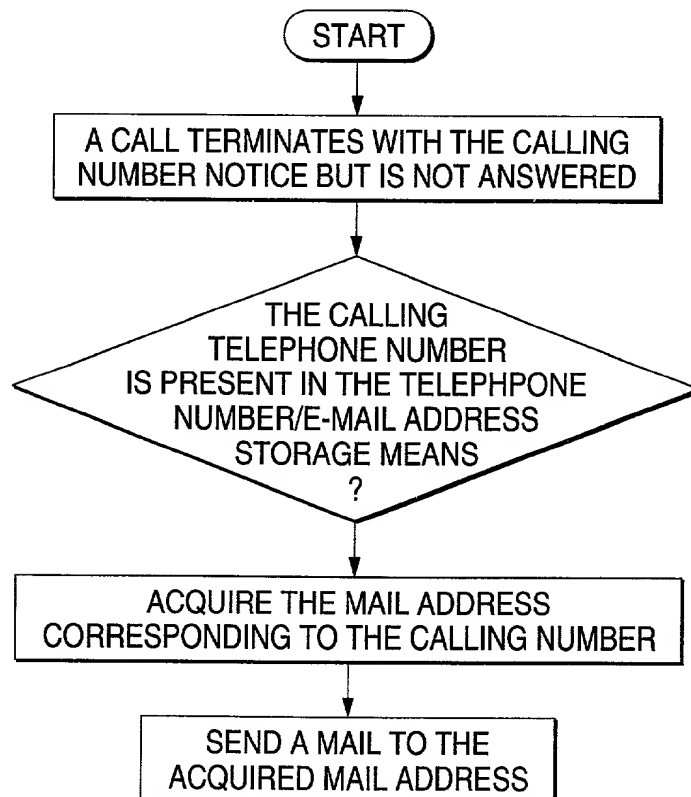 START
A CALL TERMINATES WITH THE CALLING
NUMBER NOTICE BUT IS NOT ANSWERED
THE CALLING
TELEPHONE NUMBER
IS PRESENT IN THE TELEPHPONE
NUMBER/E-MAIL ADDRESS
STORAGE MEANS
?
ACQUIRE THE MAIL ADDRESS
CORRESPONDING TO THE CALLING NUMBER
SEND A MAIL TO THE
ACQUIRED MAIL ADDRESS